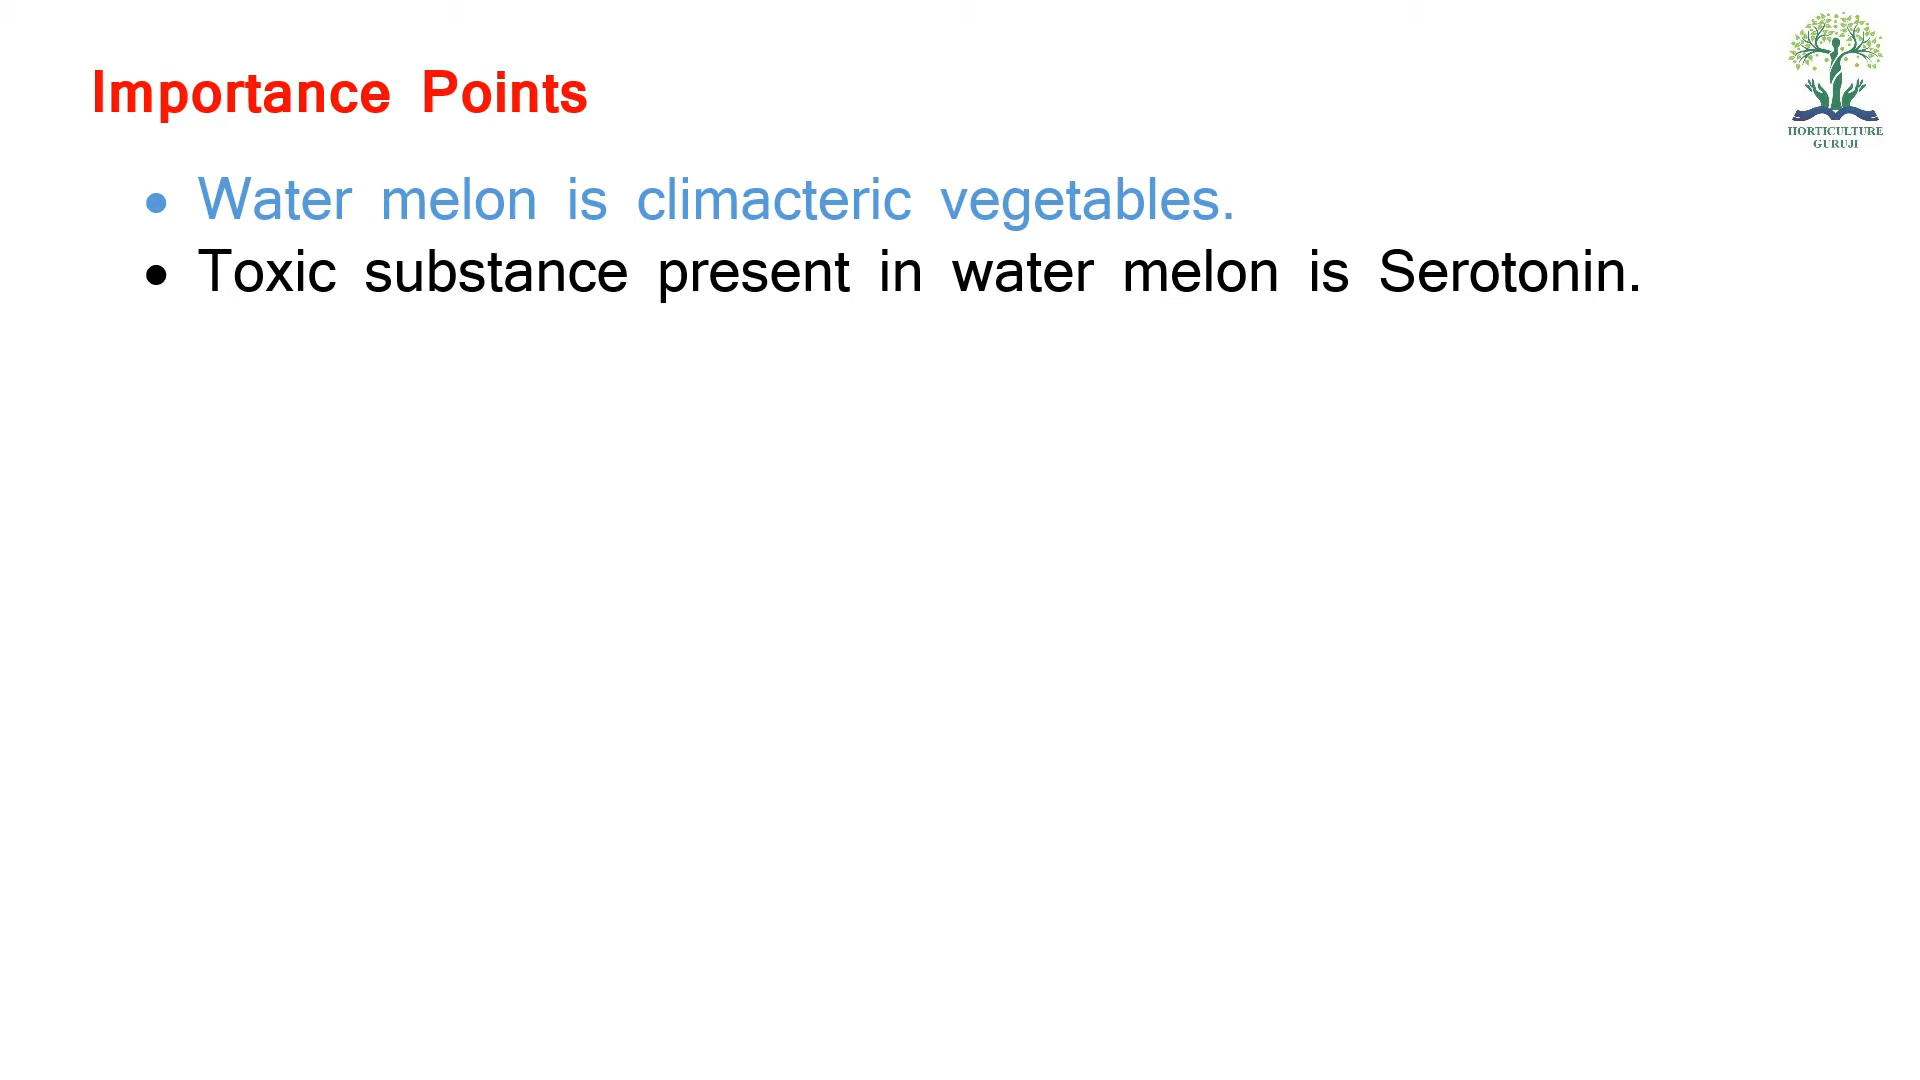 Importance Points
HORTICULTURE
GURUJI
• Water melon is climacteric vegetables.
• Toxic substance present in water melon is Serotonin.